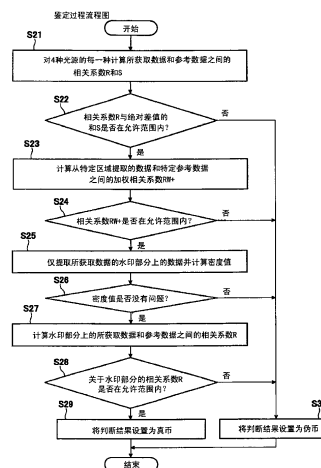 鉴定过程流程图
开始
S21
对4种光源的每一种计算所获取数据和参考数据之间的
相关系数R和S
S22
相关系数R与绝对差值的
和S是否在允许范围内?
否
是
S23
计算从特定区域提取的数据和特定参考数据
之间的加权相关系数RW+
S24
相关系数RW+是否在允许范围内?
否
是
S25
仅提取所获取数据的水印部分上的数据并计算密度值
S26
密度值是否没有问题?
否
是
S27
计算水印部分上的所获取数据和参考数据之间的相关系数R
S28
关于水印部分的相关系数R
是否在允许范围内?
否
是
S29
将判断结果设置为真币
S3
将判断结果设置为伪币
结束